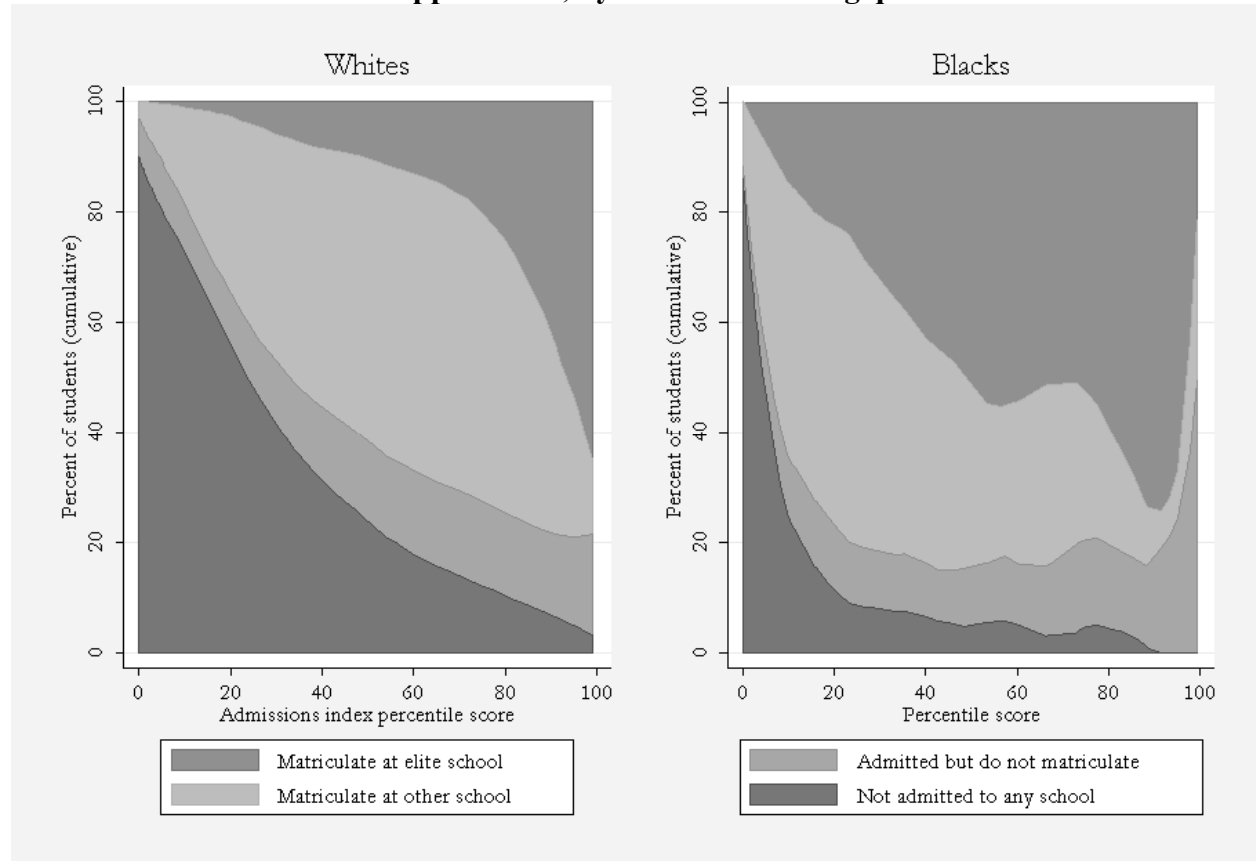 Whites
Blacks
Percent of students (cumulative)
100
80
60
40
20
0
0 20 40 60 80 100
Admissions index percentile score
Percent of students (cumulative)
100
80
60
40
20
0
0 20 40 60 80 100
Percentile score
Matriculate at elite school
Matriculate at other school
Admitted but do not matriculate
Not admitted to any school